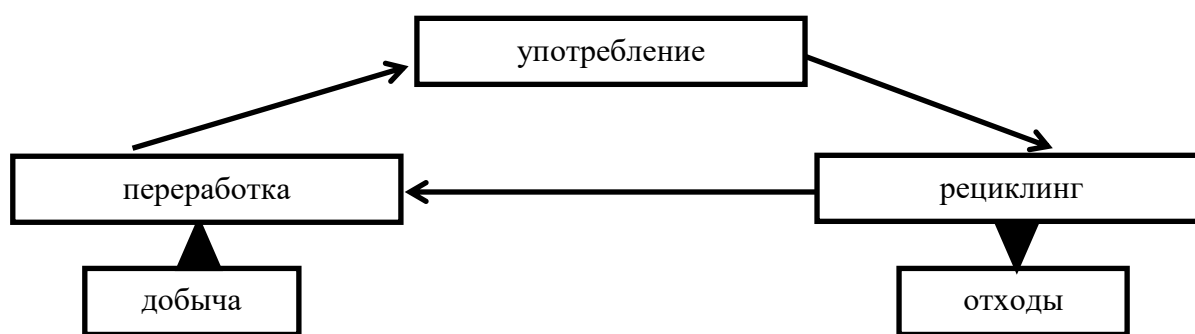 употребление
переработка
рециклинг
добыча
отходы